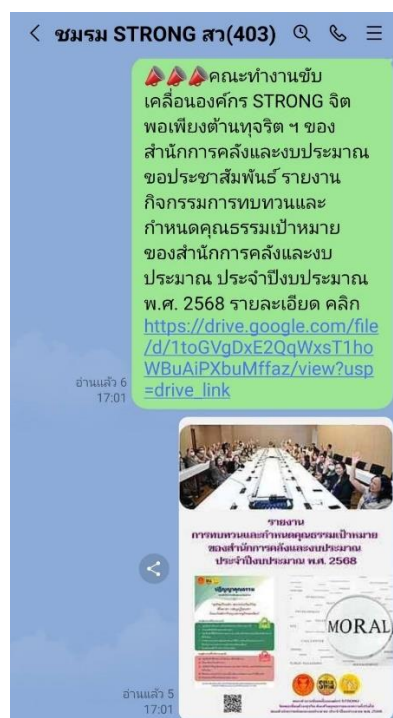 ชมรม STRONG สว(403)
คณะทำงานขับ
เคลื่อนองค์กร STRONG จิต
พอเพียงต้านทุจริต ฯ ของ
สำนักการคลังและงบประมาณ
ขอประชาสัมพันธ์ รายงาน
กิจกรรมการทบทวนและ
กำหนดคุณธรรมเป้าหมาย
ของสำนักการคลังและงบ
ประมาณ ประจำปีงบประมาณ
พ.ศ. 2568 รายละเอียด คลิก
https://drive.google.com/file
/d/1toGVgDxE2QqWxsT1ho
WBuAiPXbuMffaz/view?usp
=drive_link
อ่านแล้ว 6
17:01
รายงาน
การทบทวนและกำหนดคุณธรรมเป้าหมาย
ของสำนักการคลังและงบประมาณ
ประจำปีงบประมาณ พ.ศ. 2568
MORAL
อ่านแล้ว 5
17:01